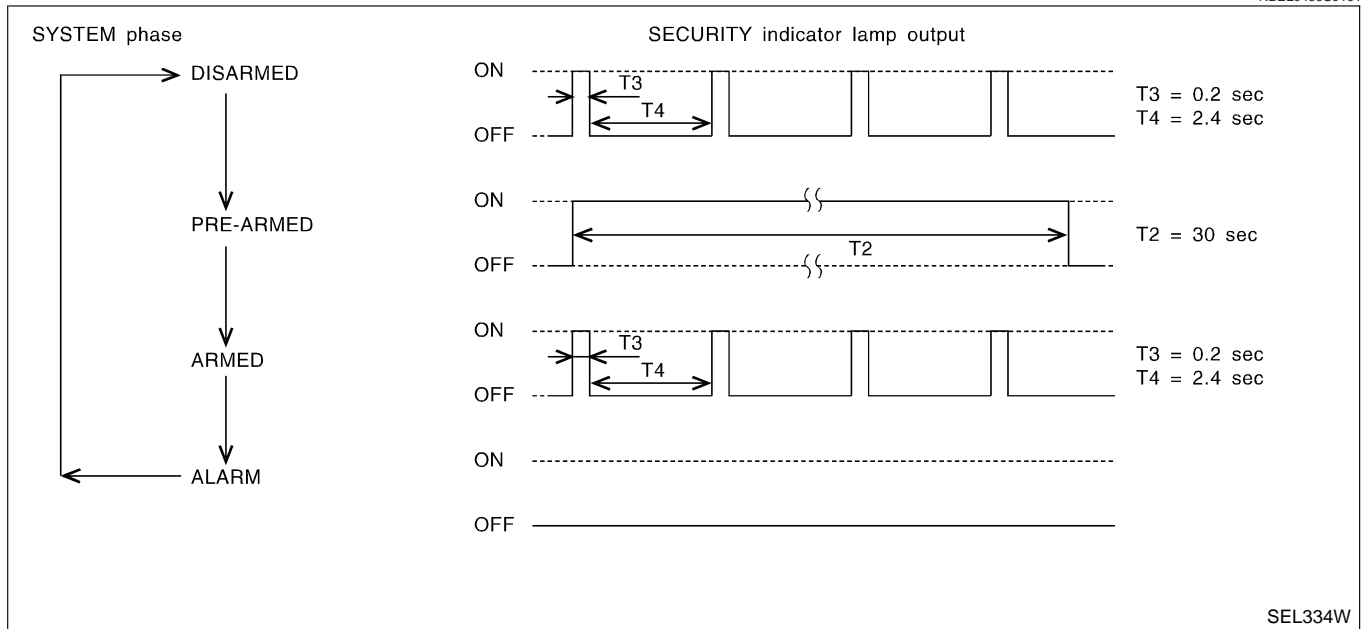 SYSTEM phase
SECURITY indicator lamp output
DISARMED
ON
T3
T4
OFF
T3 = 0.2 sec
T4 = 2.4 sec
PRE-ARMED
ON
T2
OFF
T2 = 30 sec
ARMED
ON
T3
T4
OFF
T3 = 0.2 sec
T4 = 2.4 sec
ALARM
ON
OFF
SEL334W